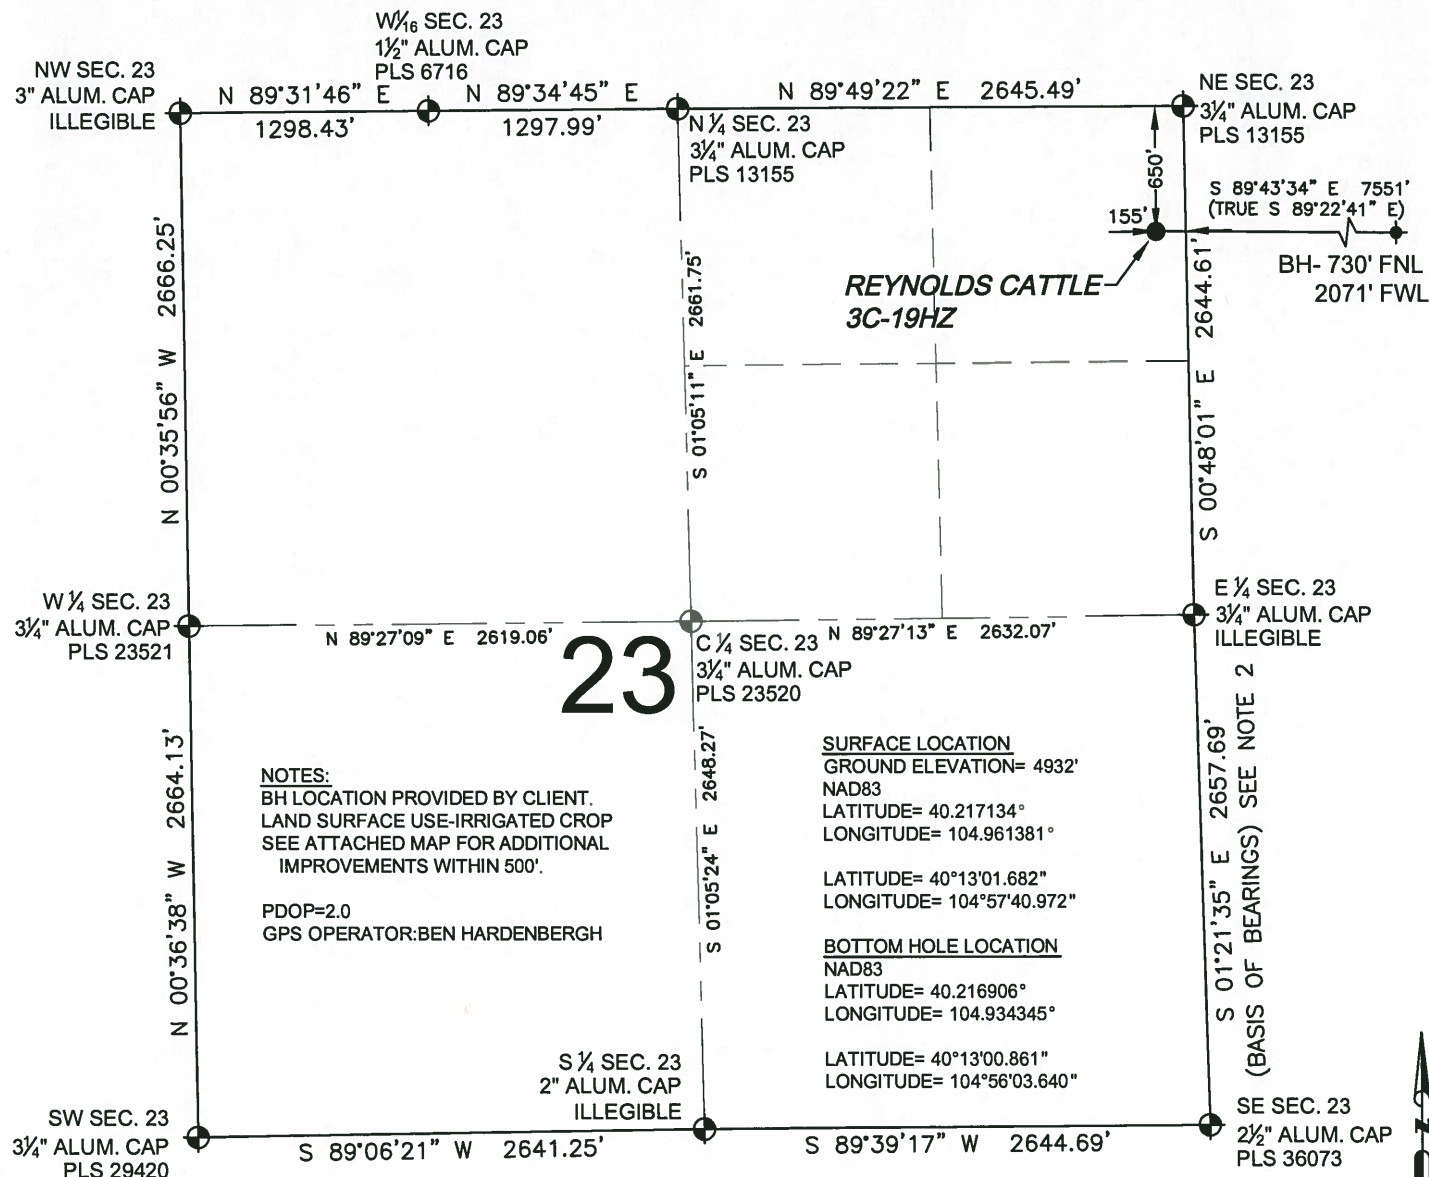 W 1/16 SEC. 23
1½" ALUM. CAP
PLS 6716
NW SEC. 23
3" ALUM. CAP
ILLEGIBLE
N 89°31'46" E
1298.43'
N 89°34'45" E
1297.99'
N 89°49'22" E 2645.49'
NE SEC. 23
3¼" ALUM. CAP
PLS 13155
N ¼ SEC. 23
3¼" ALUM. CAP
PLS 13155
650'
155'
S 89°43'34" E 7551'
(TRUE S 89°22'41" E)
BH- 730' FNL
2071' FWL
REYNOLDS CATTLE
3C-19HZ
N 00°35'56" W 2666.25'
S 01°05'11" E 2661.75'
S 00°48'01" E 2644.61'
W ¼ SEC. 23
3¼" ALUM. CAP
PLS 23521
N 89°27'09" E 2619.06'
23
C ¼ SEC. 23
3¼" ALUM. CAP
PLS 23520
N 89°27'13" E 2632.07'
E ¼ SEC. 23
3¼" ALUM. CAP
ILLEGIBLE
N 00°36'38" W 2664.13'
NOTES:
BH LOCATION PROVIDED BY CLIENT.
LAND SURFACE USE-IRRIGATED CROP
SEE ATTACHED MAP FOR ADDITIONAL
IMPROVEMENTS WITHIN 500'.
PDOP=2.0
GPS OPERATOR:BEN HARDENBERGH
S 01°05'24" E 2648.27'
SURFACE LOCATION
GROUND ELEVATION= 4932'
NAD83
LATITUDE= 40.217134°
LONGITUDE= 104.961381°
LATITUDE= 40°13'01.682"
LONGITUDE= 104°57'40.972"
BOTTOM HOLE LOCATION
NAD83
LATITUDE= 40.216906°
LONGITUDE= 104.934345°
LATITUDE= 40°13'00.861"
LONGITUDE= 104°56'03.640"
S 01°21'35" E 2657.69'
(BASIS OF BEARINGS) SEE NOTE 2
SW SEC. 23
3¼" ALUM. CAP
PLS 29420
S 89°06'21" W 2641.25'
S ¼ SEC. 23
2" ALUM. CAP
ILLEGIBLE
S 89°39'17" W 2644.69'
SE SEC. 23
2½" ALUM. CAP
PLS 36073